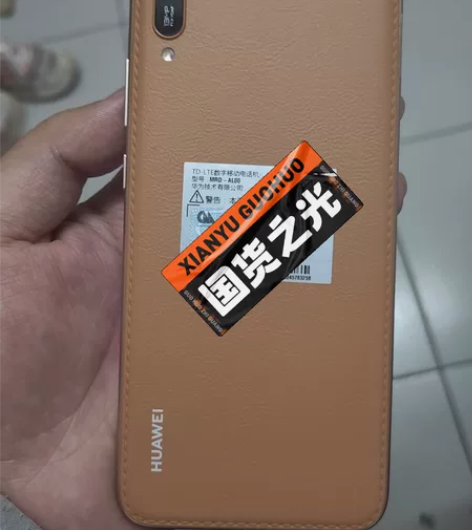 TD-LTE数字移动电话机
型号：MRD-AL00
华为技术有限公司
警告
XIANYU GUOHUO
国货之光
HUAWEI